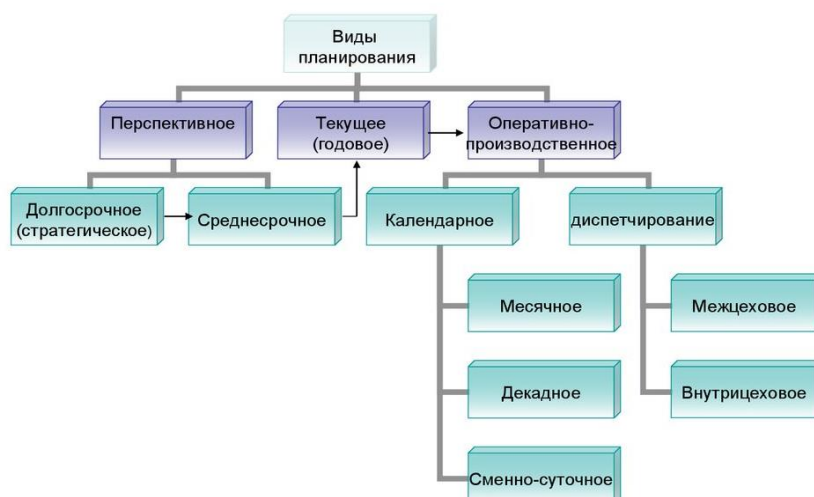 Виды
планирования
Перспективное
Текущее
(годовое)
Оперативно-
производственное
Долгосрочное
(стратегическое)
Среднесрочное
Календарное
диспетчирование
Месячное
Межцеховое
Декадное
Внутрицеховое
Сменно-суточное